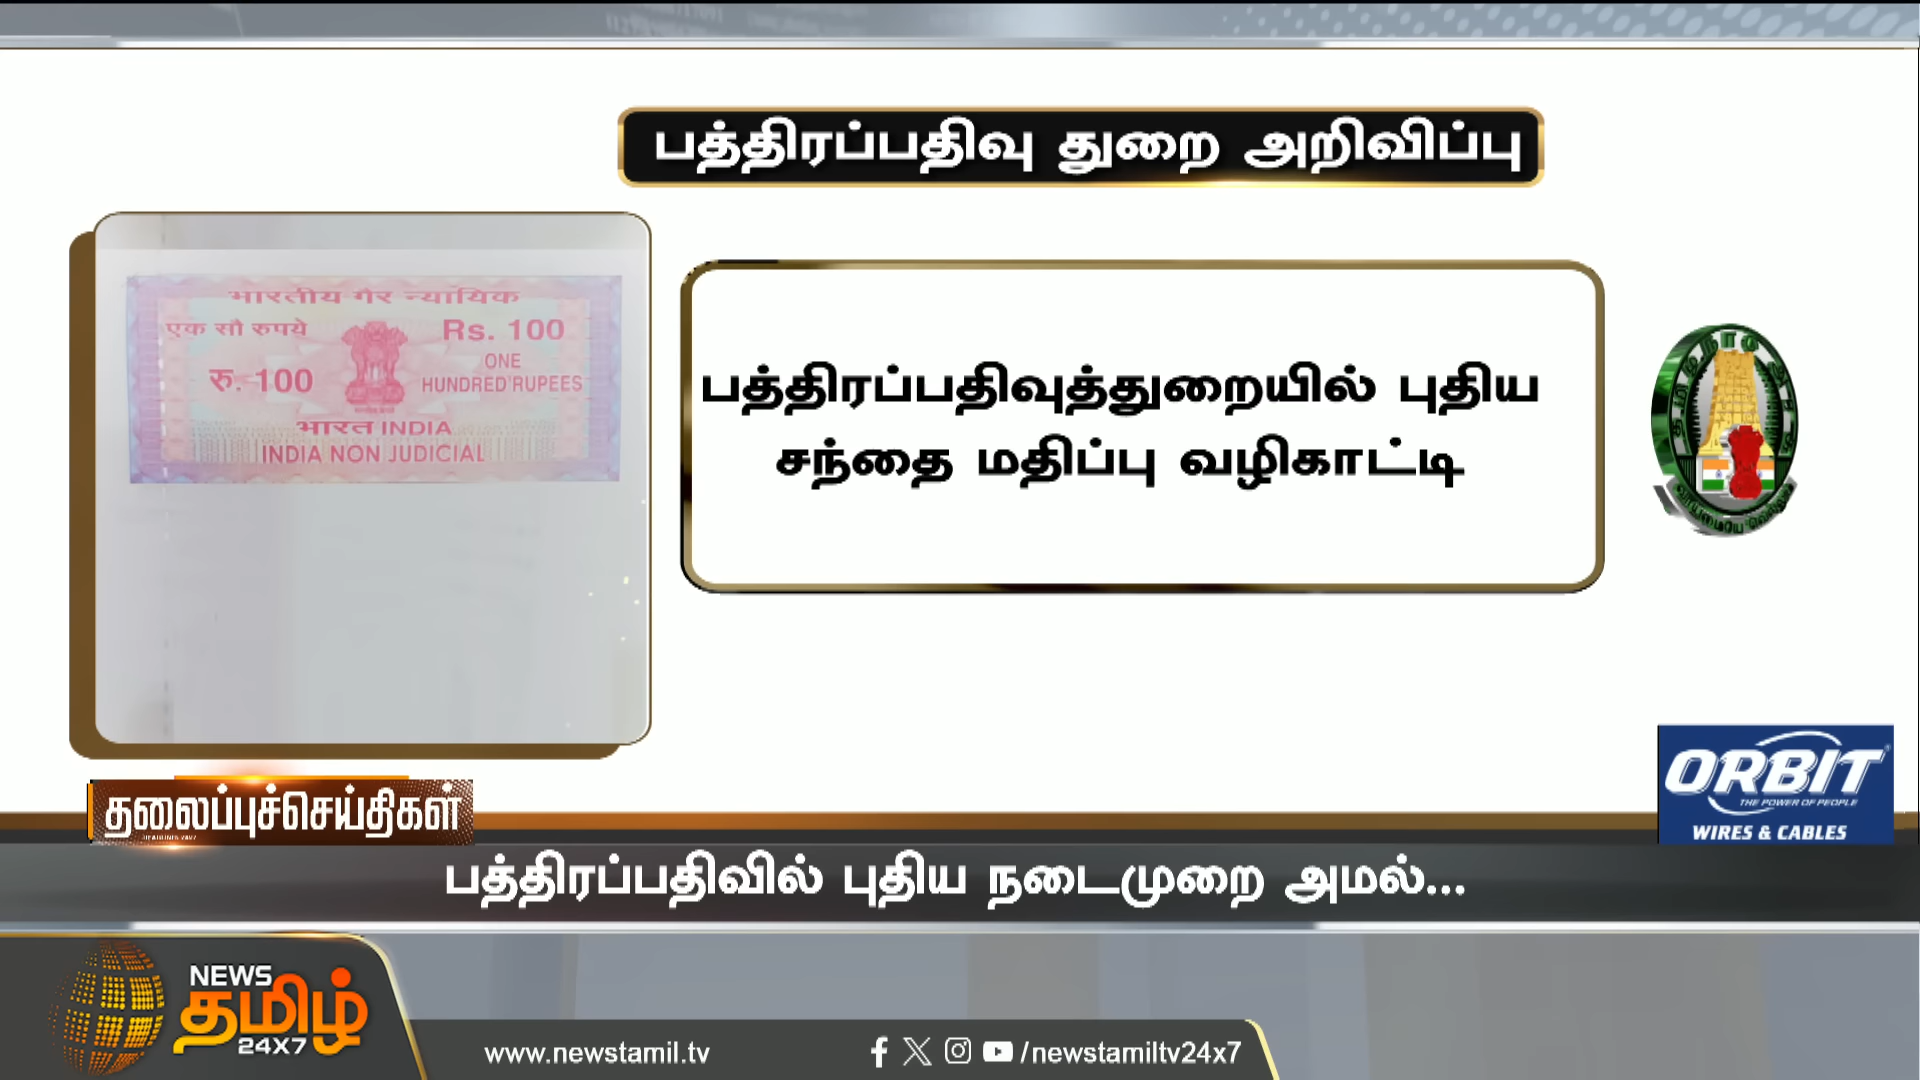 பத்திரப்பதிவு துறை அறிவிப்பு
भारतीय गैर न्यायिक
एक सौ रुपये
Rs. 100
रु. 100
ONE
HUNDRED RUPEES
भारत INDIA
INDIA NON JUDICIAL
பத்திரப்பதிவுத்துறையில் புதிய
சந்தை மதிப்பு வழிகாட்டி
ORBIT
THE POWER OF PEOPLE
WIRES & CABLES
தலைப்புச்செய்திகள்
பத்திரப்பதிவில் புதிய நடைமுறை அமல்...
NEWS
தமிழ்
24X7
www.newstamil.tv
/newstamiltv24x7